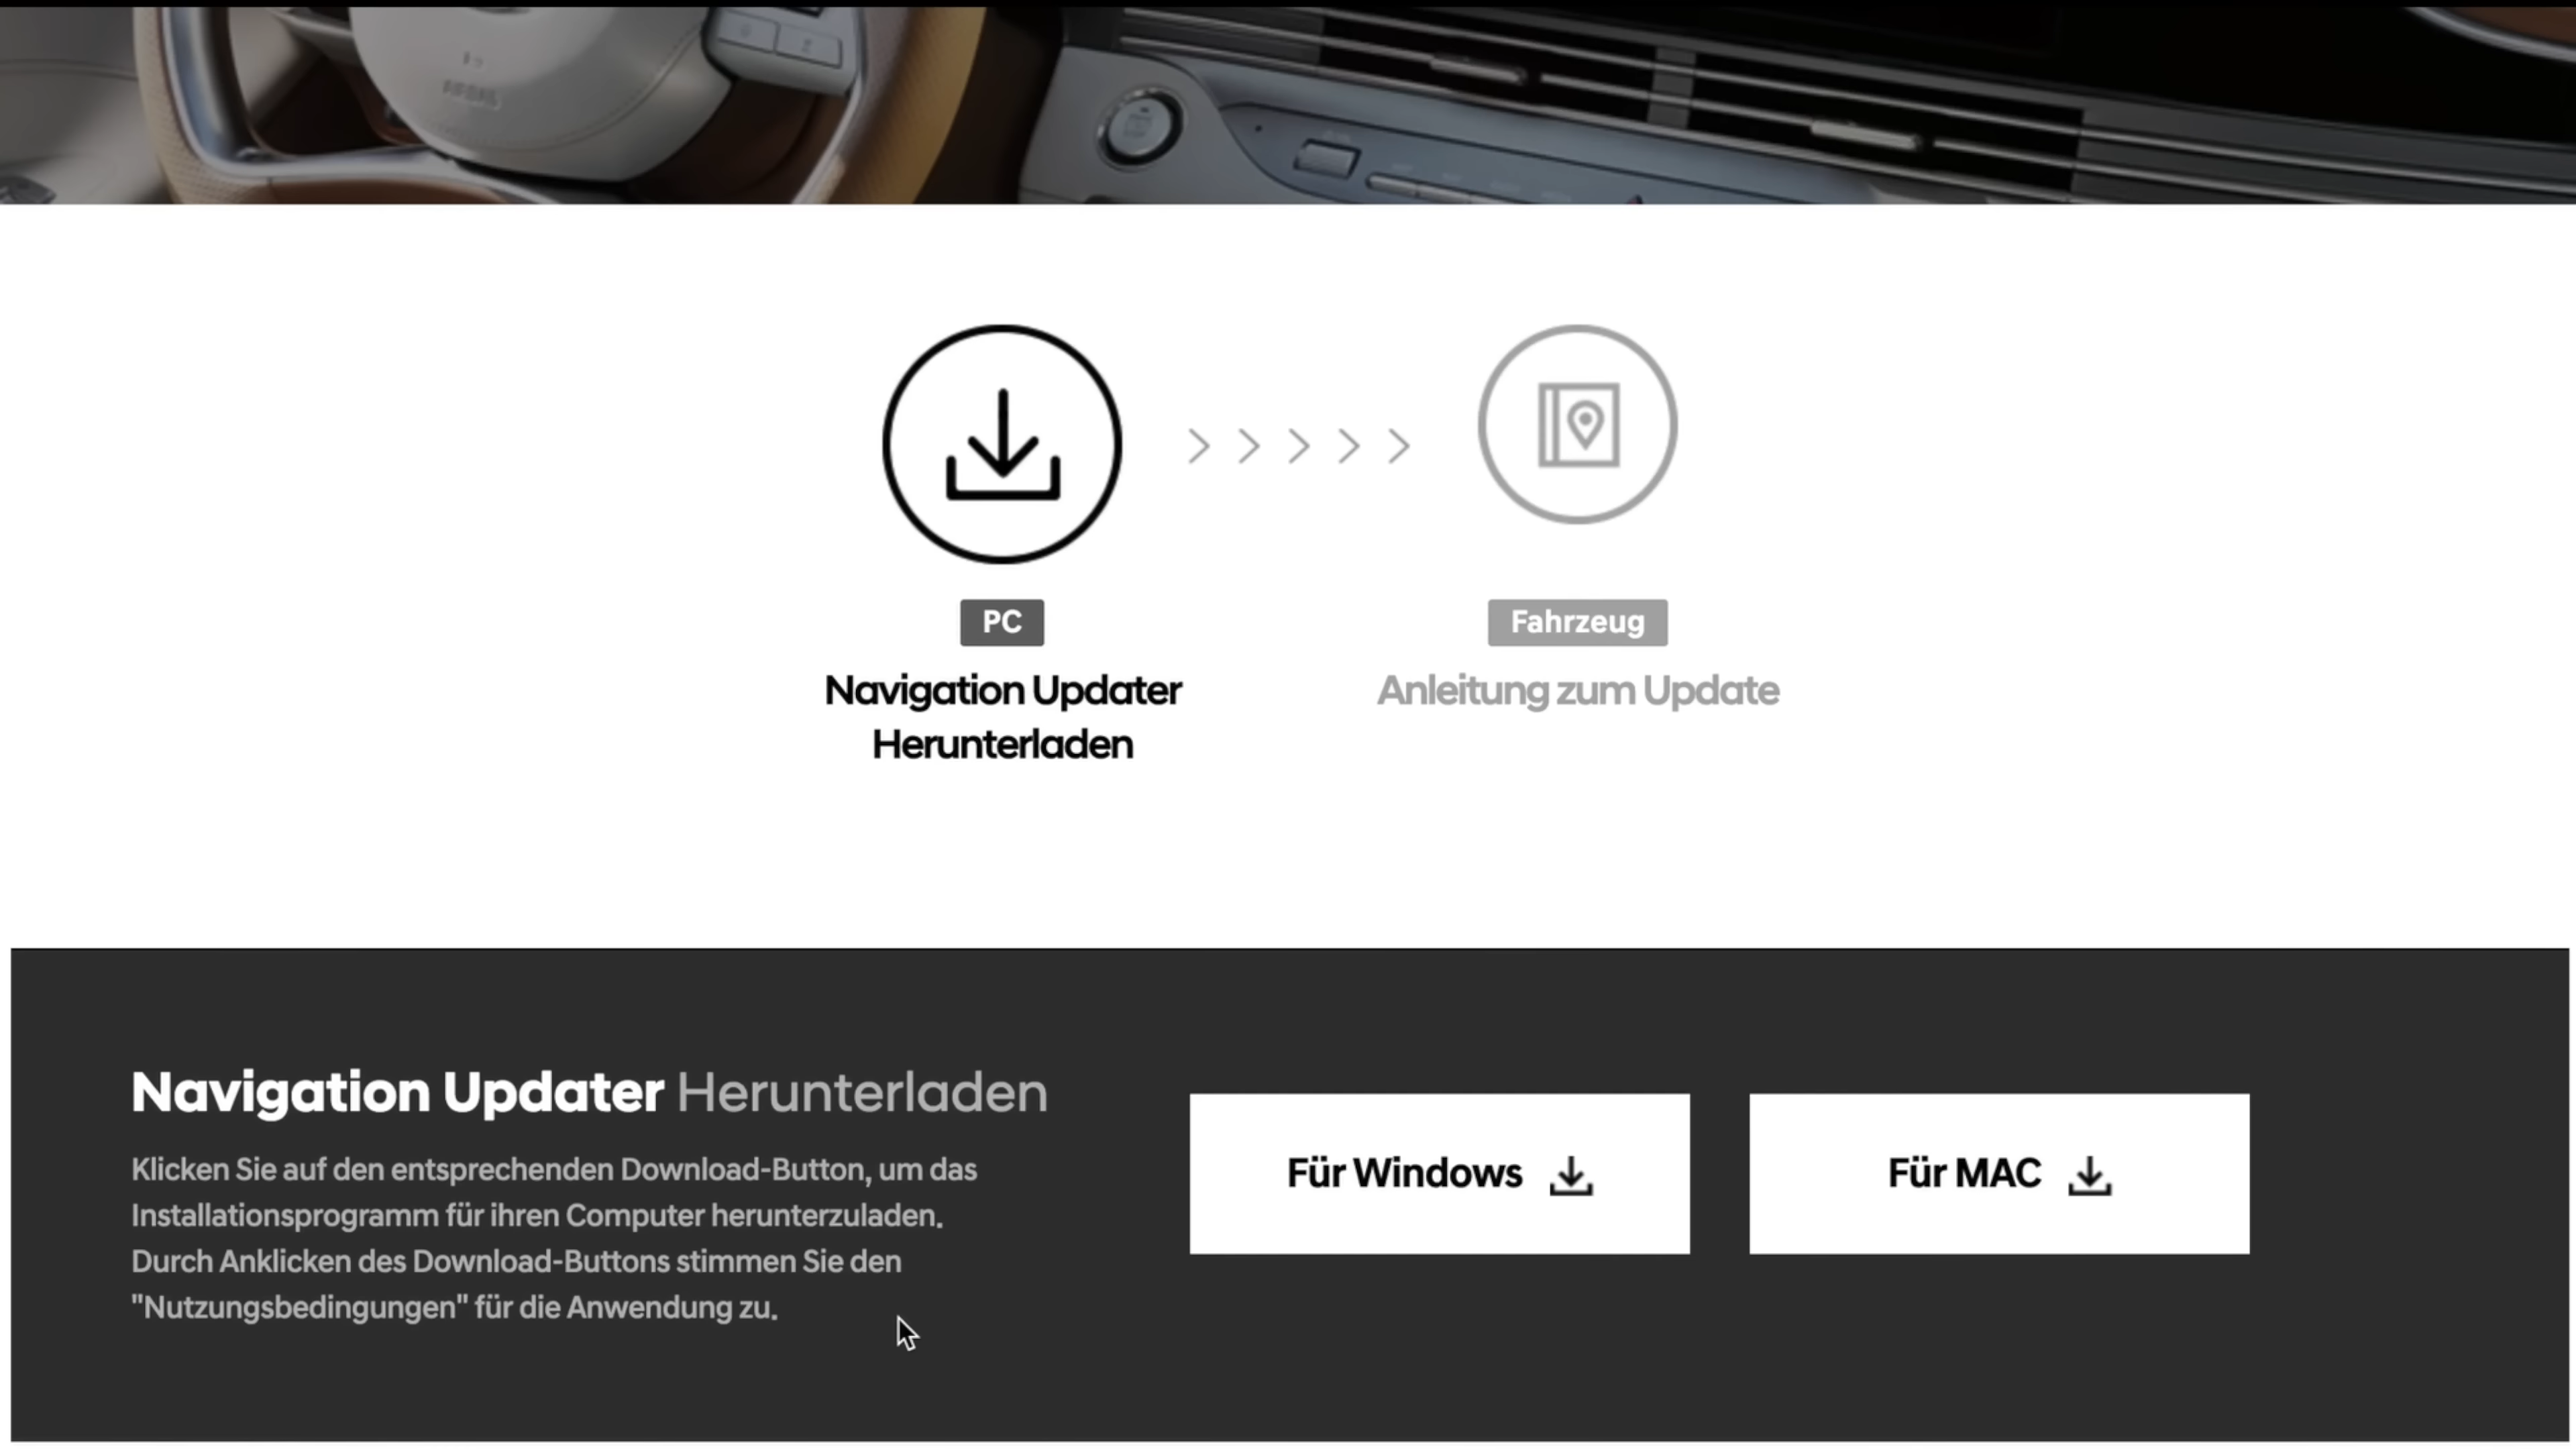 PC
Navigation Updater
Herunterladen
Fahrzeug
Anleitung zum Update
Navigation Updater Herunterladen
Klicken Sie auf den entsprechenden Download-Button, um das
Installationsprogramm für ihren Computer herunterzuladen.
Durch Anklicken des Download-Buttons stimmen Sie den
"Nutzungsbedingungen" für die Anwendung zu.
Für Windows
Für MAC